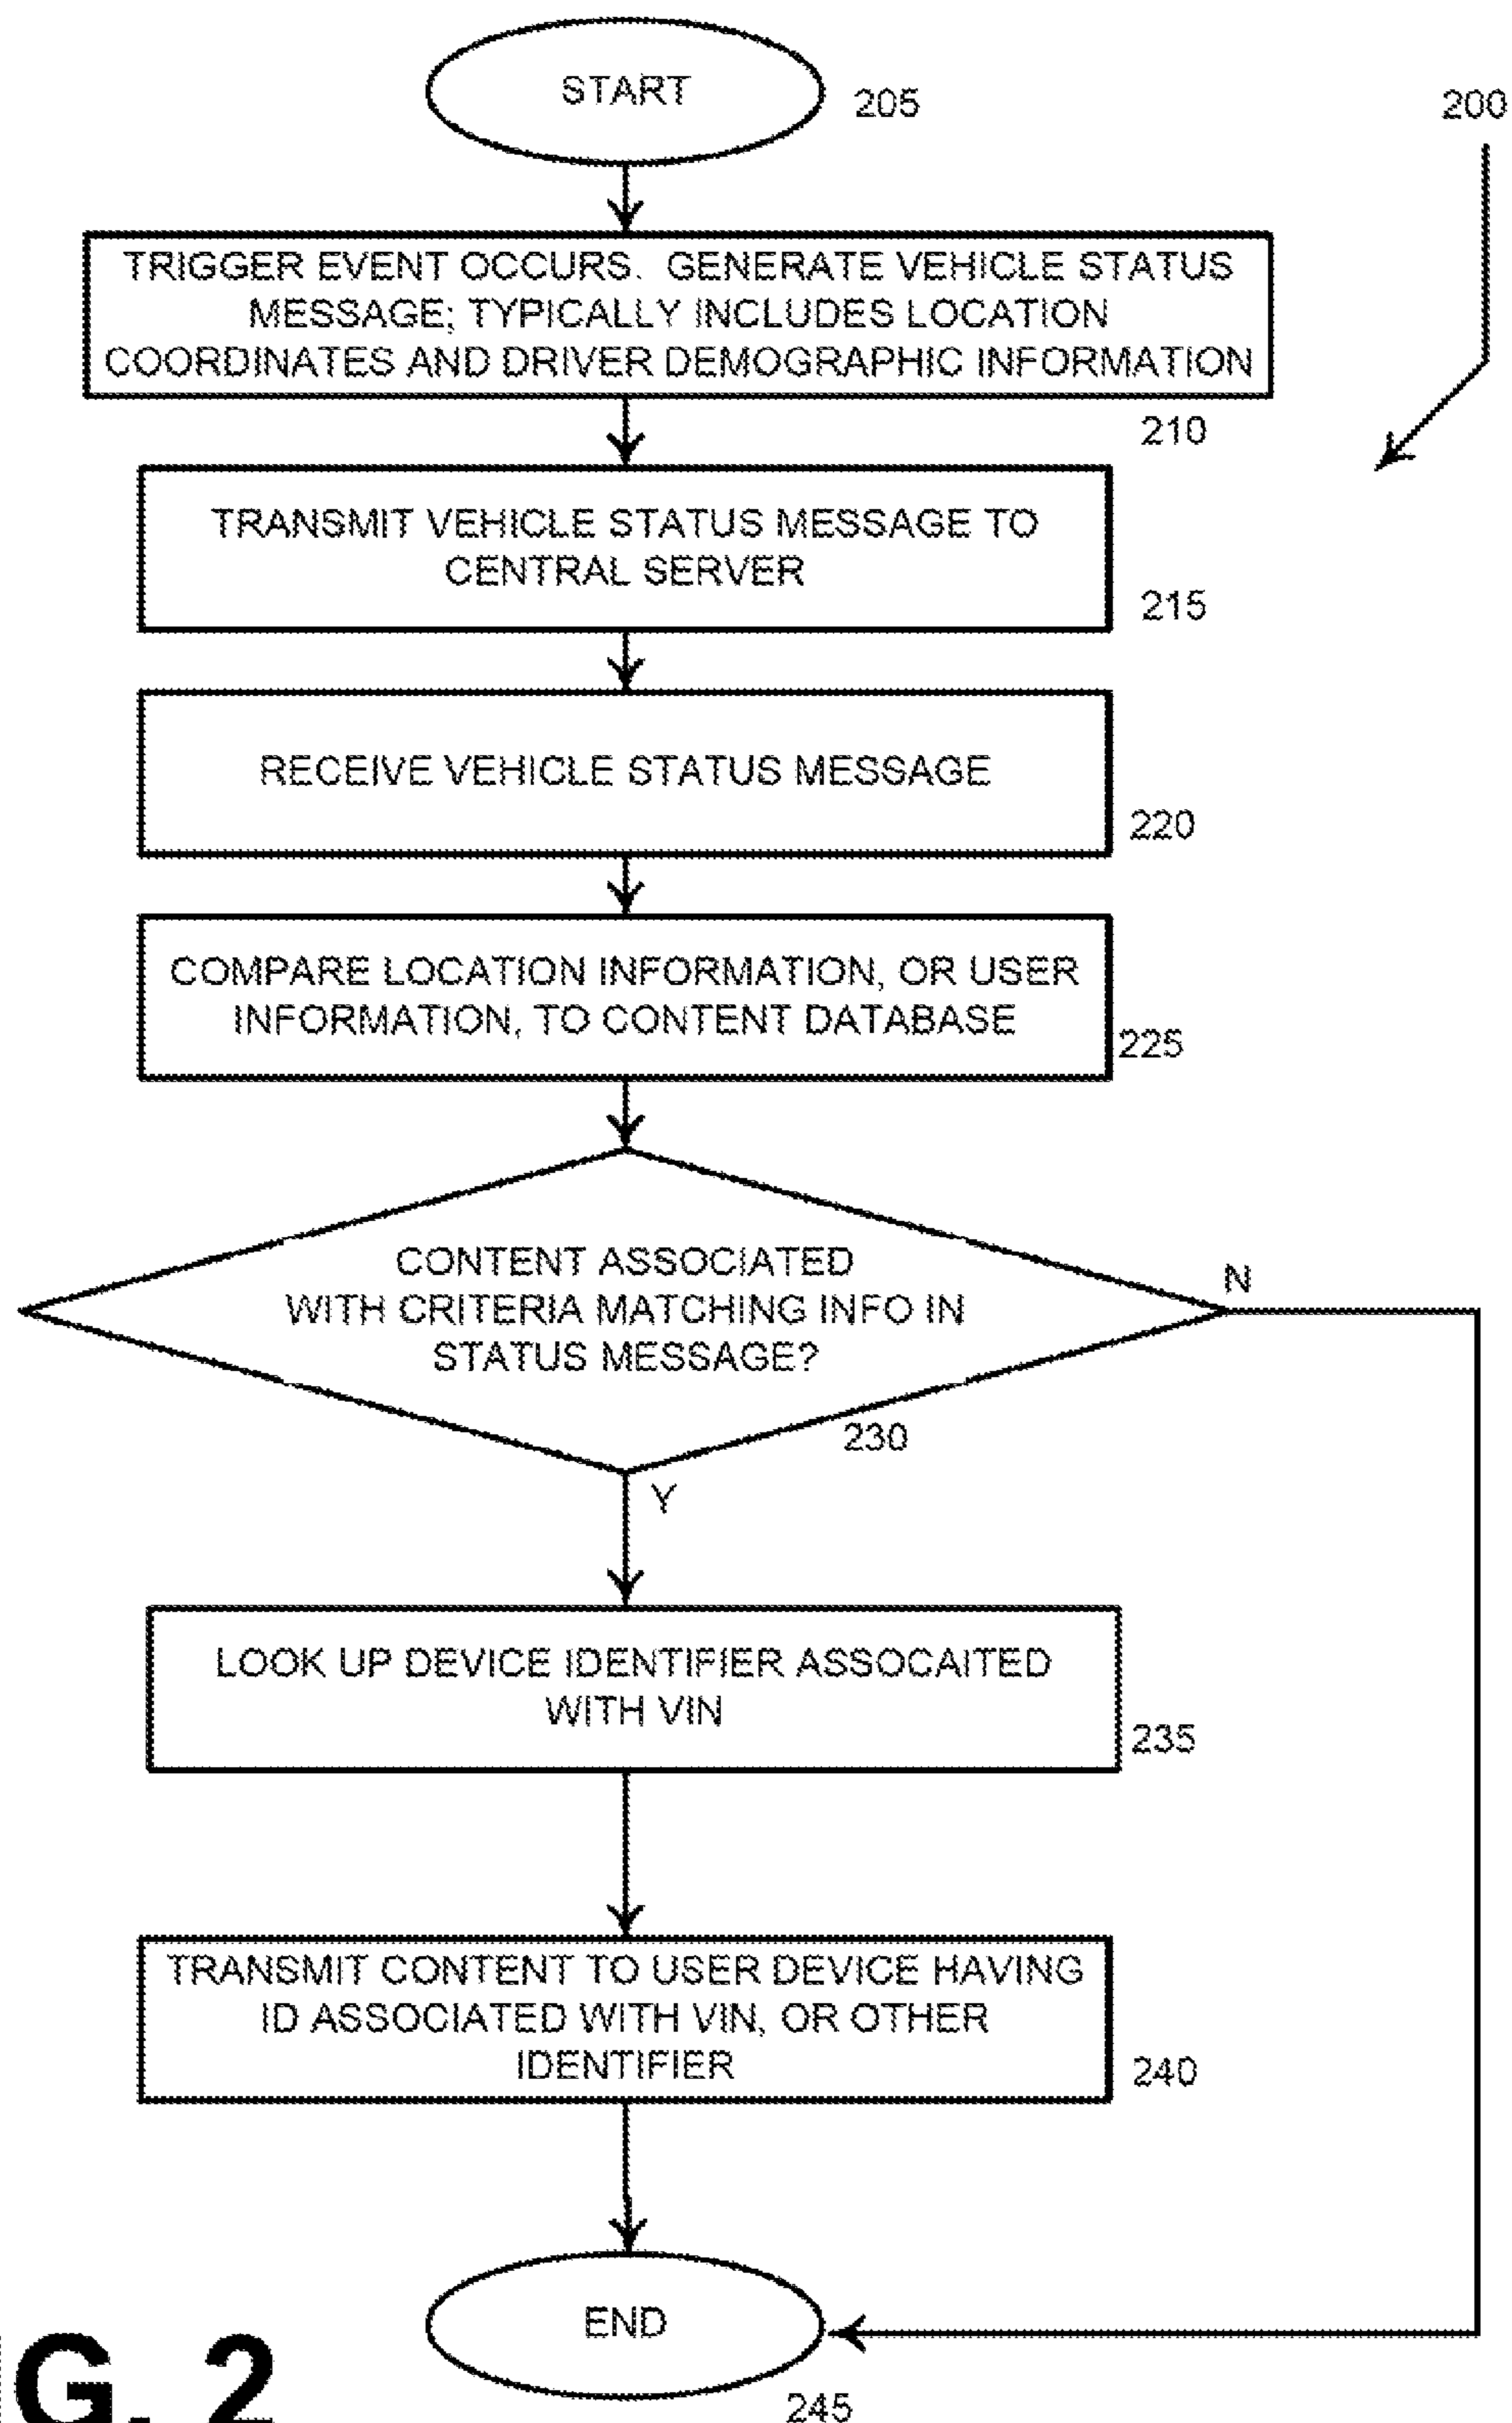 START
205
200
TRIGGER EVENT OCCURS. GENERATE VEHICLE STATUS
MESSAGE; TYPICALLY INCLUDES LOCATION
COORDINATES AND DRIVER DEMOGRAPHIC INFORMATION
210
TRANSMIT VEHICLE STATUS MESSAGE TO
CENTRAL SERVER
215
RECEIVE VEHICLE STATUS MESSAGE
220
COMPARE LOCATION INFORMATION, OR USER
INFORMATION, TO CONTENT DATABASE
225
CONTENT ASSOCIATED
WITH CRITERIA MATCHING INFO IN
STATUS MESSAGE?
N
230
Y
LOOK UP DEVICE IDENTIFIER ASSOCAITED
WITH VIN
235
TRANSMIT CONTENT TO USER DEVICE HAVING
ID ASSOCIATED WITH VIN, OR OTHER
IDENTIFIER
240
END
245
G. 2